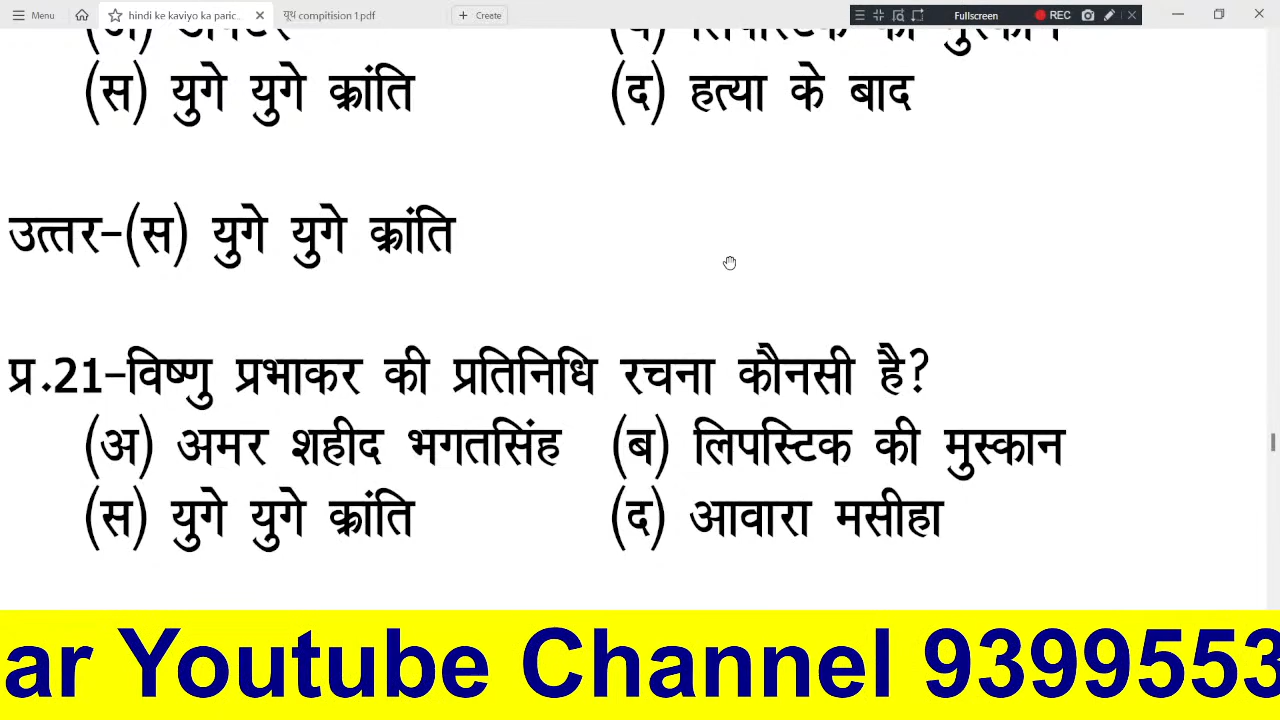 Menu hindi ke kaviyo ka paric... यूथ compitision 1.pdf Create Fullscreen REC
(स) युगे युगे क्रांति (द) हत्या के बाद
उत्तर-(स) युगे युगे क्रांति
प्र.21-विष्णु प्रभाकर की प्रतिनिधि रचना कौनसी है?
(अ) अमर शहीद भगतसिंह (ब) लिपस्टिक की मुस्कान
(स) युगे युगे क्रांति (द) आवारा मसीहा
ar Youtube Channel 9399553